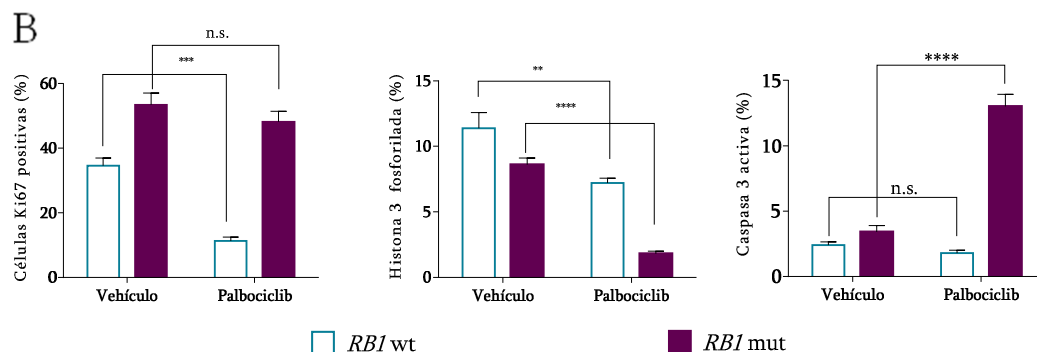 B
Células Ki67 positivas (%)
60
40
20
0
n.s.
***
Vehículo Palbociclib
Histona 3 fosforilada (%)
15
10
5
0
**
****
Vehículo Palbociclib
Caspasa 3 activa (%)
15
10
5
0
****
n.s.
Vehículo Palbociclib
RB1 wt RB1 mut